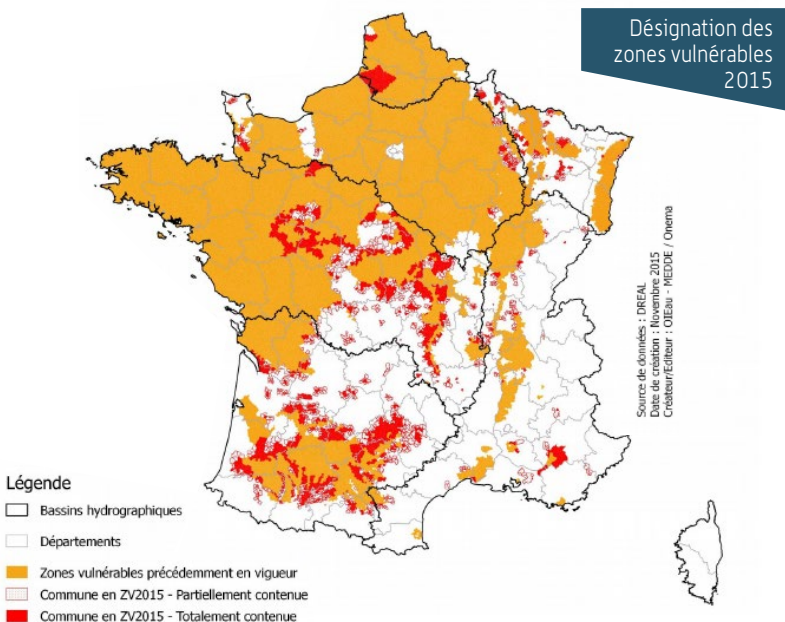 Désignation des
zones vulnérables
2015
Source de données : DREAL
Date de création : Novembre 2015
Créateur/Editeur : OIEau - MEDDE / Onema
Légende
Bassins hydrographiques
Départements
Zones vulnérables précédemment en vigueur
Commune en ZV2015 - Partiellement contenue
Commune en ZV2015 - Totalement contenue